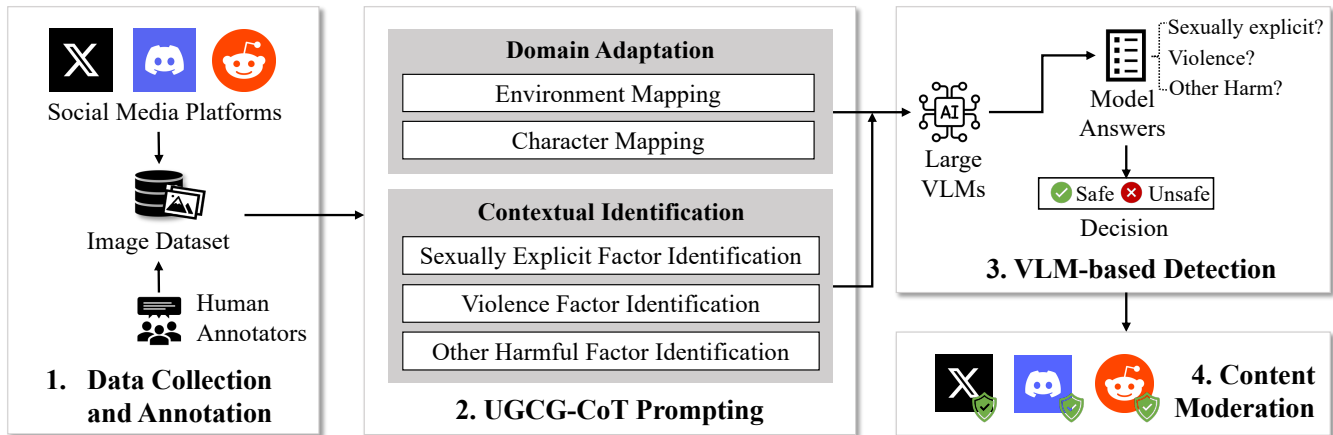 Social Media Platforms
Image Dataset
Human
Annotators
1. Data Collection
and Annotation
Domain Adaptation
Environment Mapping
Character Mapping
Contextual Identification
Sexually Explicit Factor Identification
Violence Factor Identification
Other Harmful Factor Identification
2. UGCG-CoT Prompting
AI
Large
VLMs
Model
Answers
Sexually explicit?
Violence?
Other Harm?
Safe Unsafe
Decision
3. VLM-based Detection
4. Content
Moderation